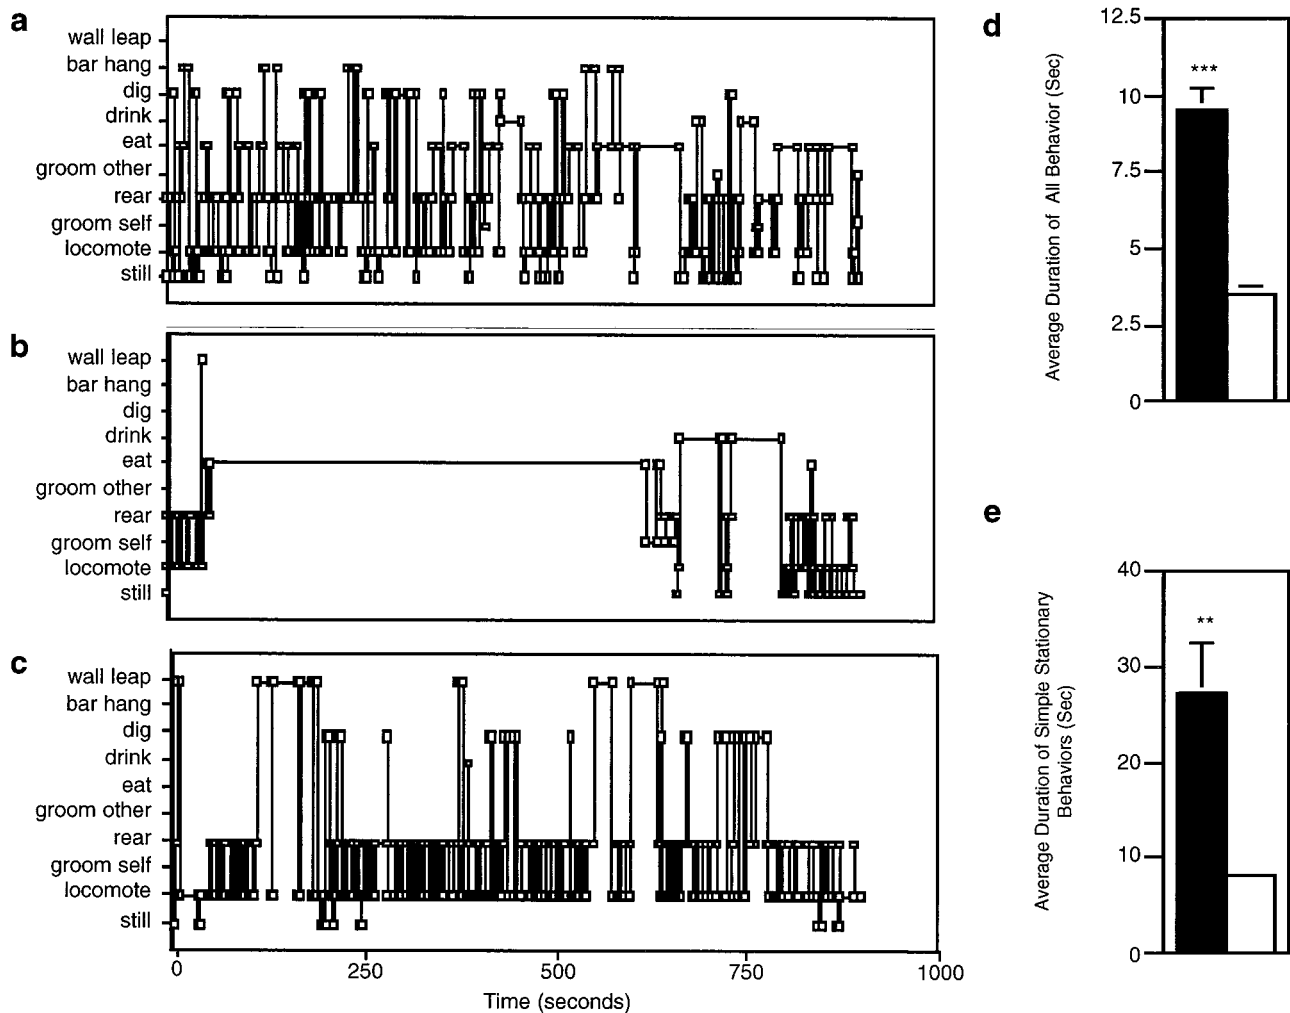 a
wall leap
bar hang
dig
drink
eat
groom other
rear
groom self
locomote
still
b
wall leap
bar hang
dig
drink
eat
groom other
rear
groom self
locomote
still
c
wall leap
bar hang
dig
drink
eat
groom other
rear
groom self
locomote
still
0 250 500 750 1000
Time (seconds)
d
Average Duration of All Behavior (Sec)
12.5
10
7.5
5
2.5
0
***
e
Average Duration of Simple Stationary
Behaviors (Sec)
40
30
20
10
0
**